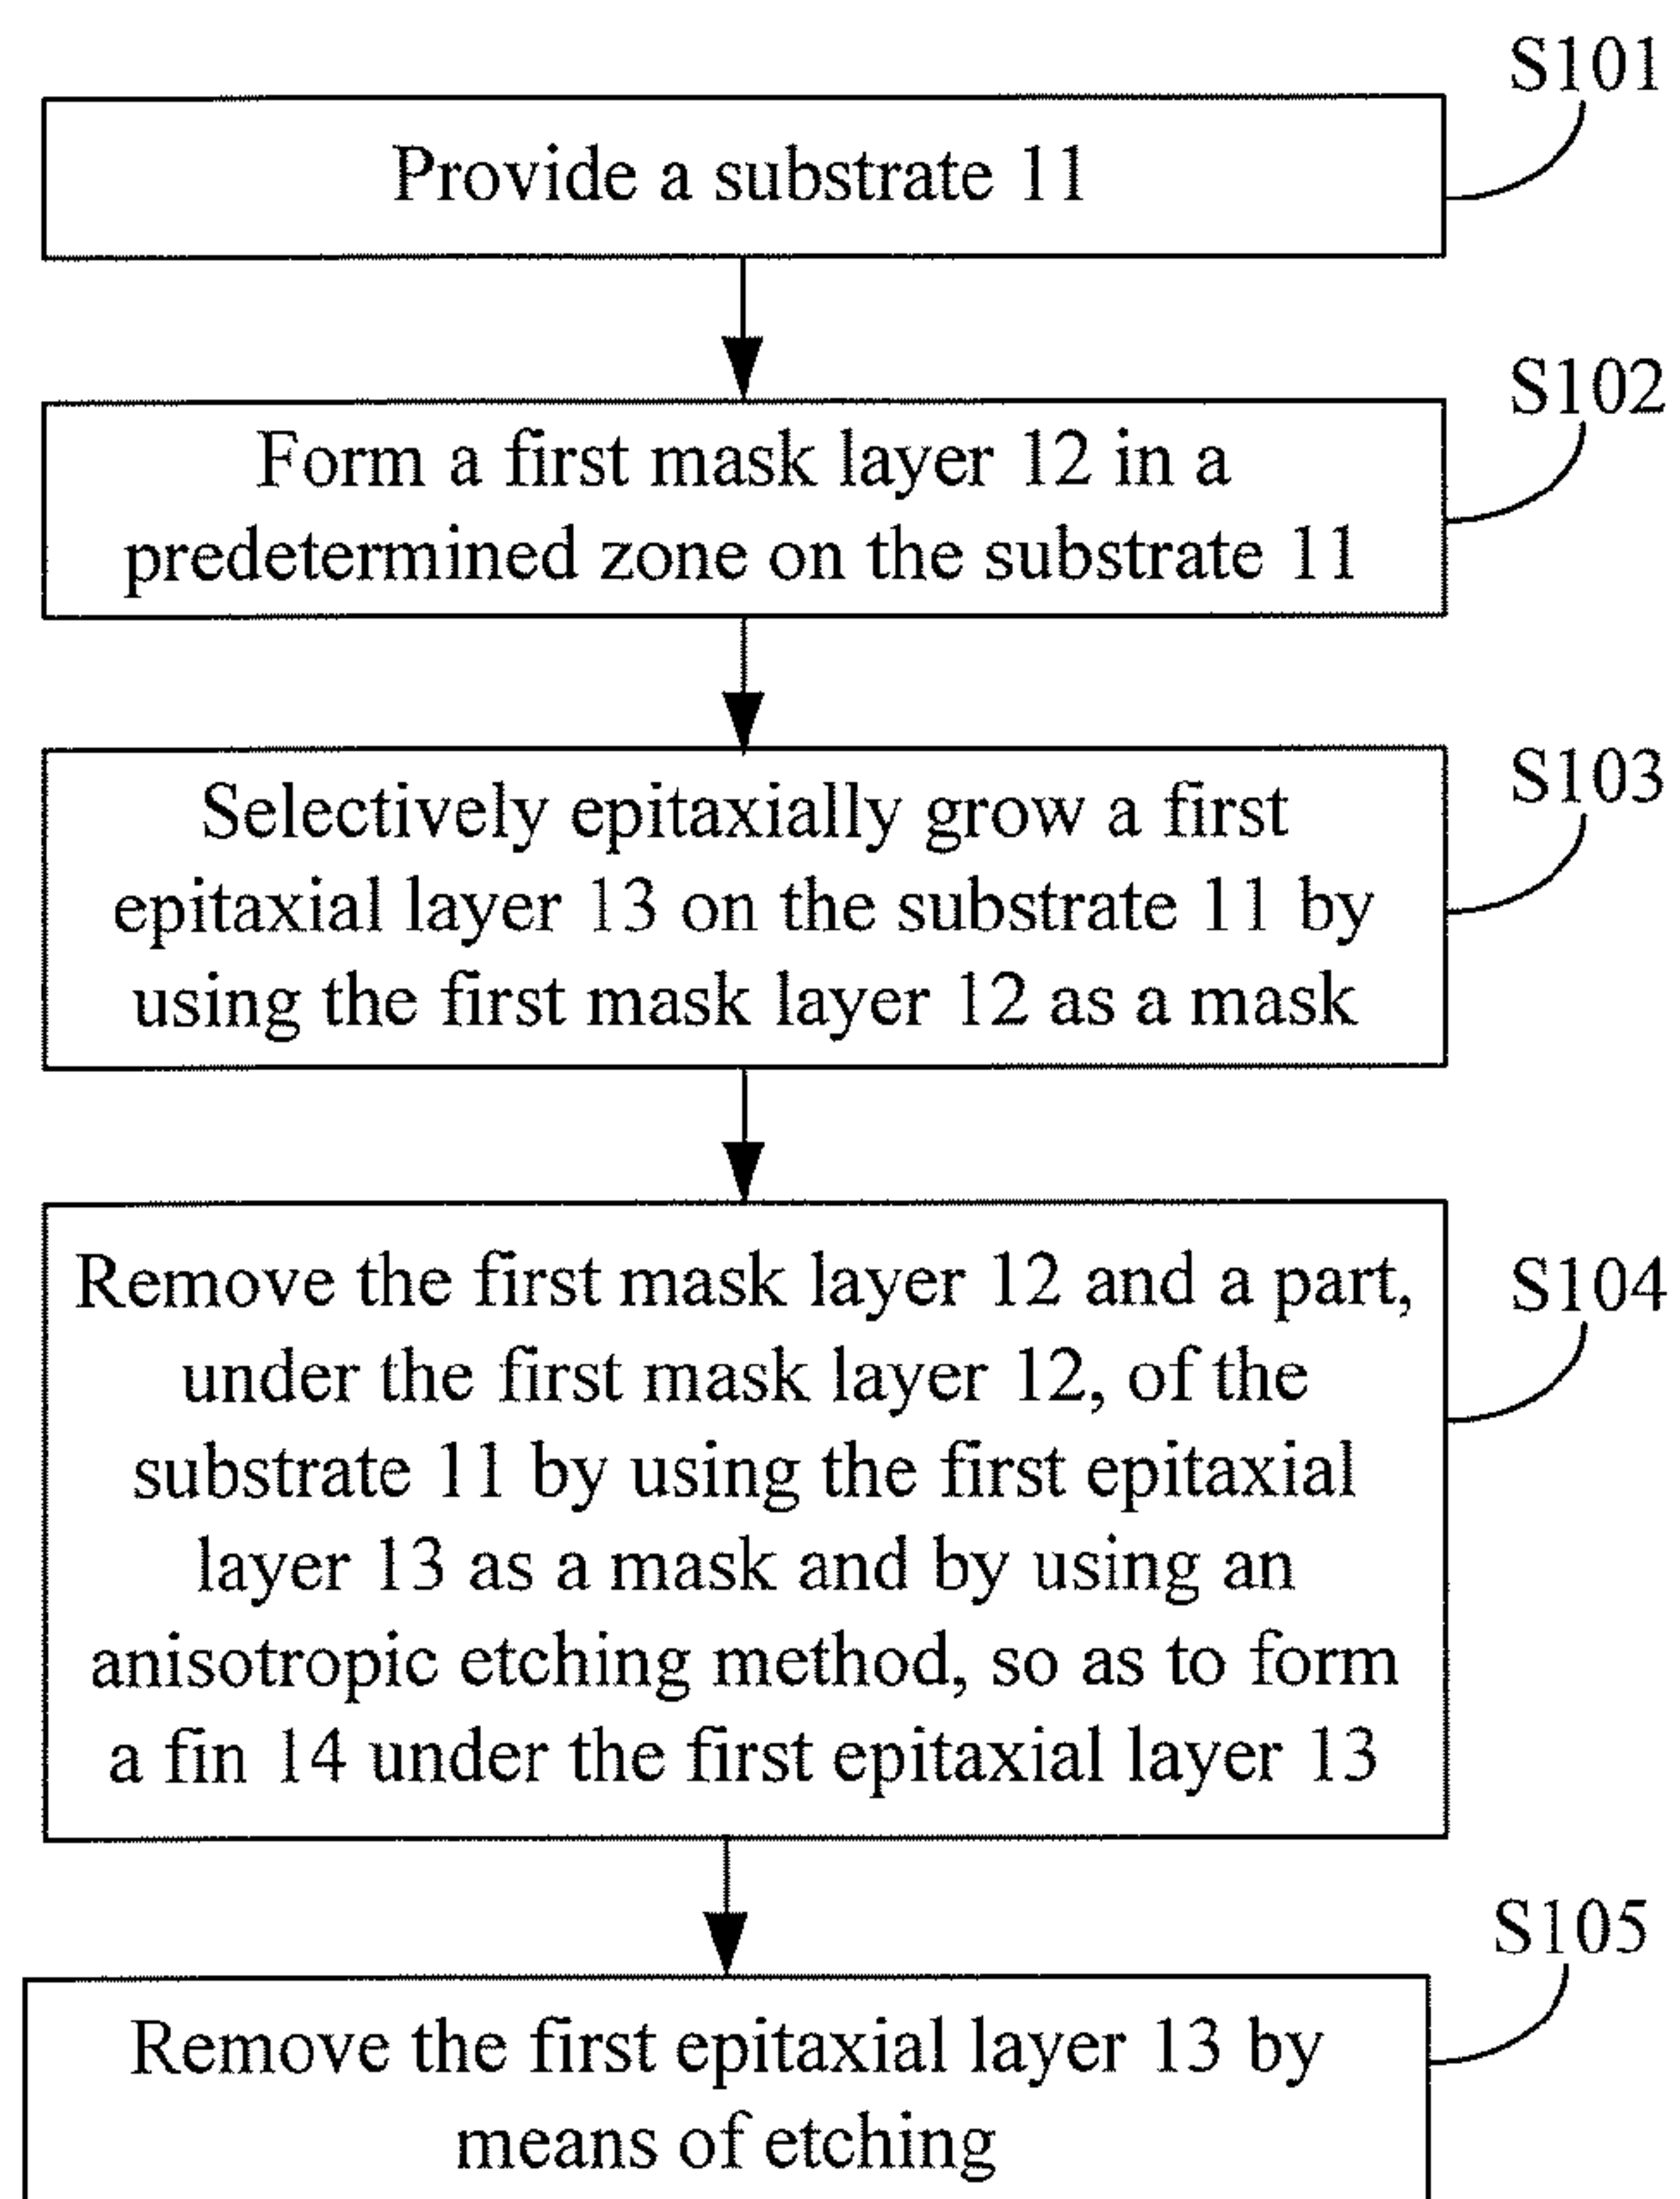 S101
Provide a substrate 11
S102
Form a first mask layer 12 in a
predetermined zone on the substrate 11
S103
Selectively epitaxially grow a first
epitaxial layer 13 on the substrate 11 by
using the first mask layer 12 as a mask
S104
Remove the first mask layer 12 and a part,
under the first mask layer 12, of the
substrate 11 by using the first epitaxial
layer 13 as a mask and by using an
anisotropic etching method, so as to form
a fin 14 under the first epitaxial layer 13
S105
Remove the first epitaxial layer 13 by
means of etching